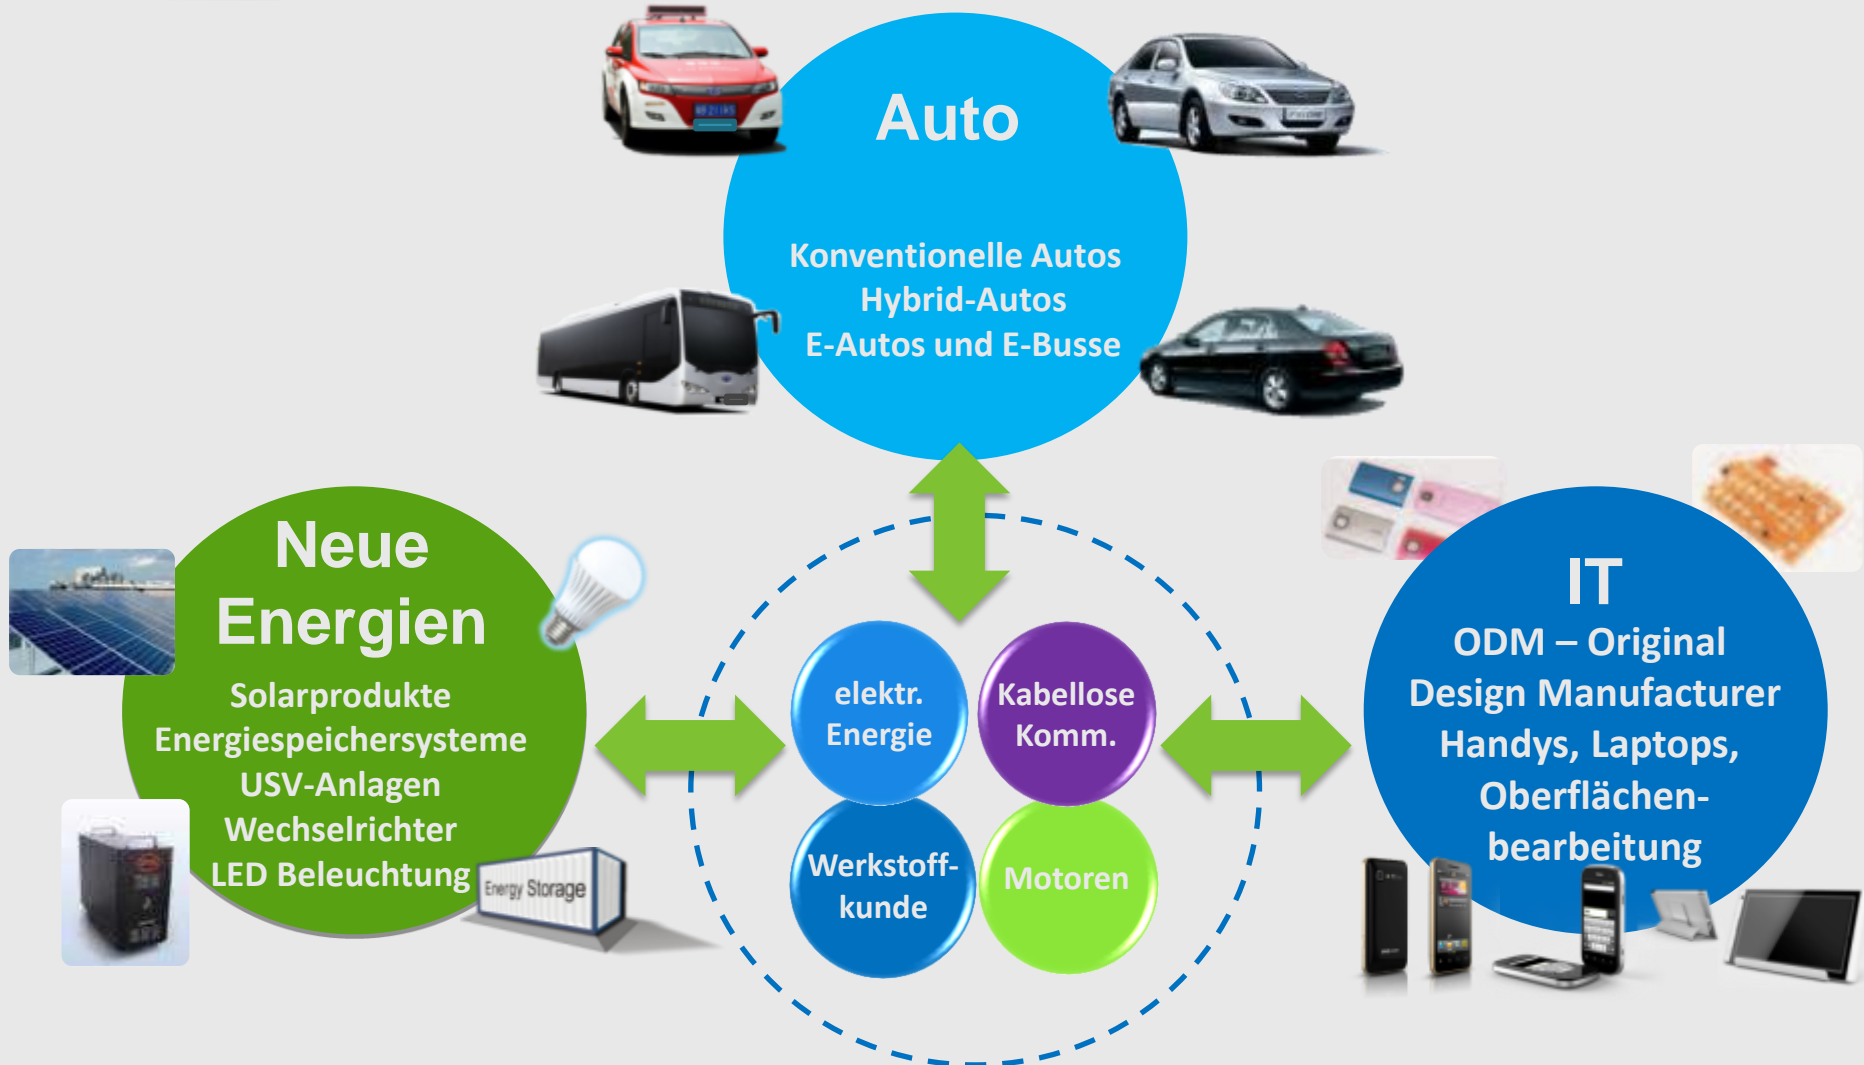 Auto
Konventionelle Autos
Hybrid-Autos
E-Autos und E-Busse
Neue
Energien
Solarprodukte
Energiespeichersysteme
USV-Anlagen
Wechselrichter
LED Beleuchtung
Energy Storage
elektr.
Energie
Kabellose
Komm.
Werkstoff-
kunde
Motoren
IT
ODM – Original
Design Manufacturer
Handys, Laptops,
Oberflächen-
bearbeitung